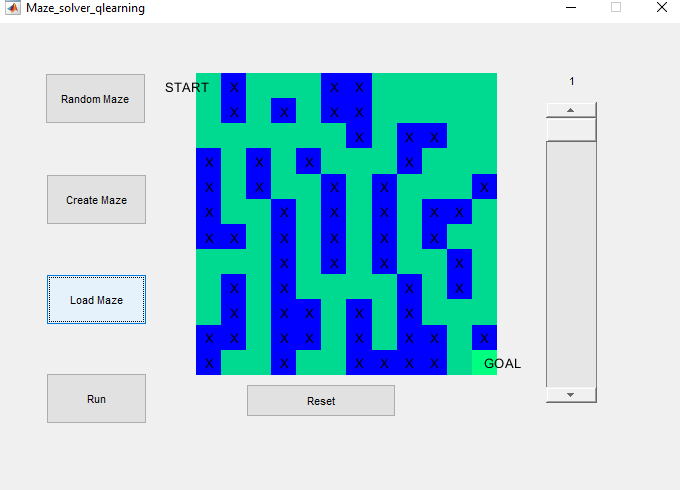 Maze_solver_qlearning
1
START X X X
Random Maze
X X X X
X X X
X X X X
X X X X X
Create Maze
X X X X X X
X X X X X X
X X X X
X X X X
Load Maze
X X X X X
X X X X X X X X
X X X X X X GOAL
Run
Reset